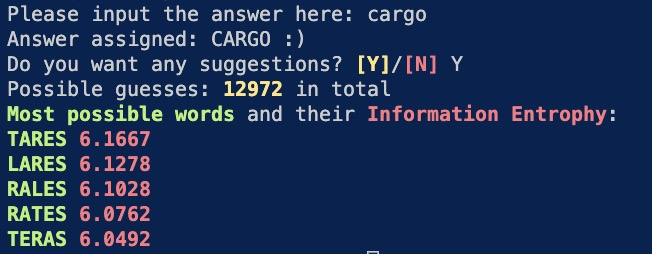 Please input the answer here: cargo
Answer assigned: CARGO :)
Do you want any suggestions? [Y]/[N] Y
Possible guesses: 12972 in total
Most possible words and their Information Entrophy:
TARES 6.1667
LARES 6.1278
RALES 6.1028
RATES 6.0762
TERAS 6.0492